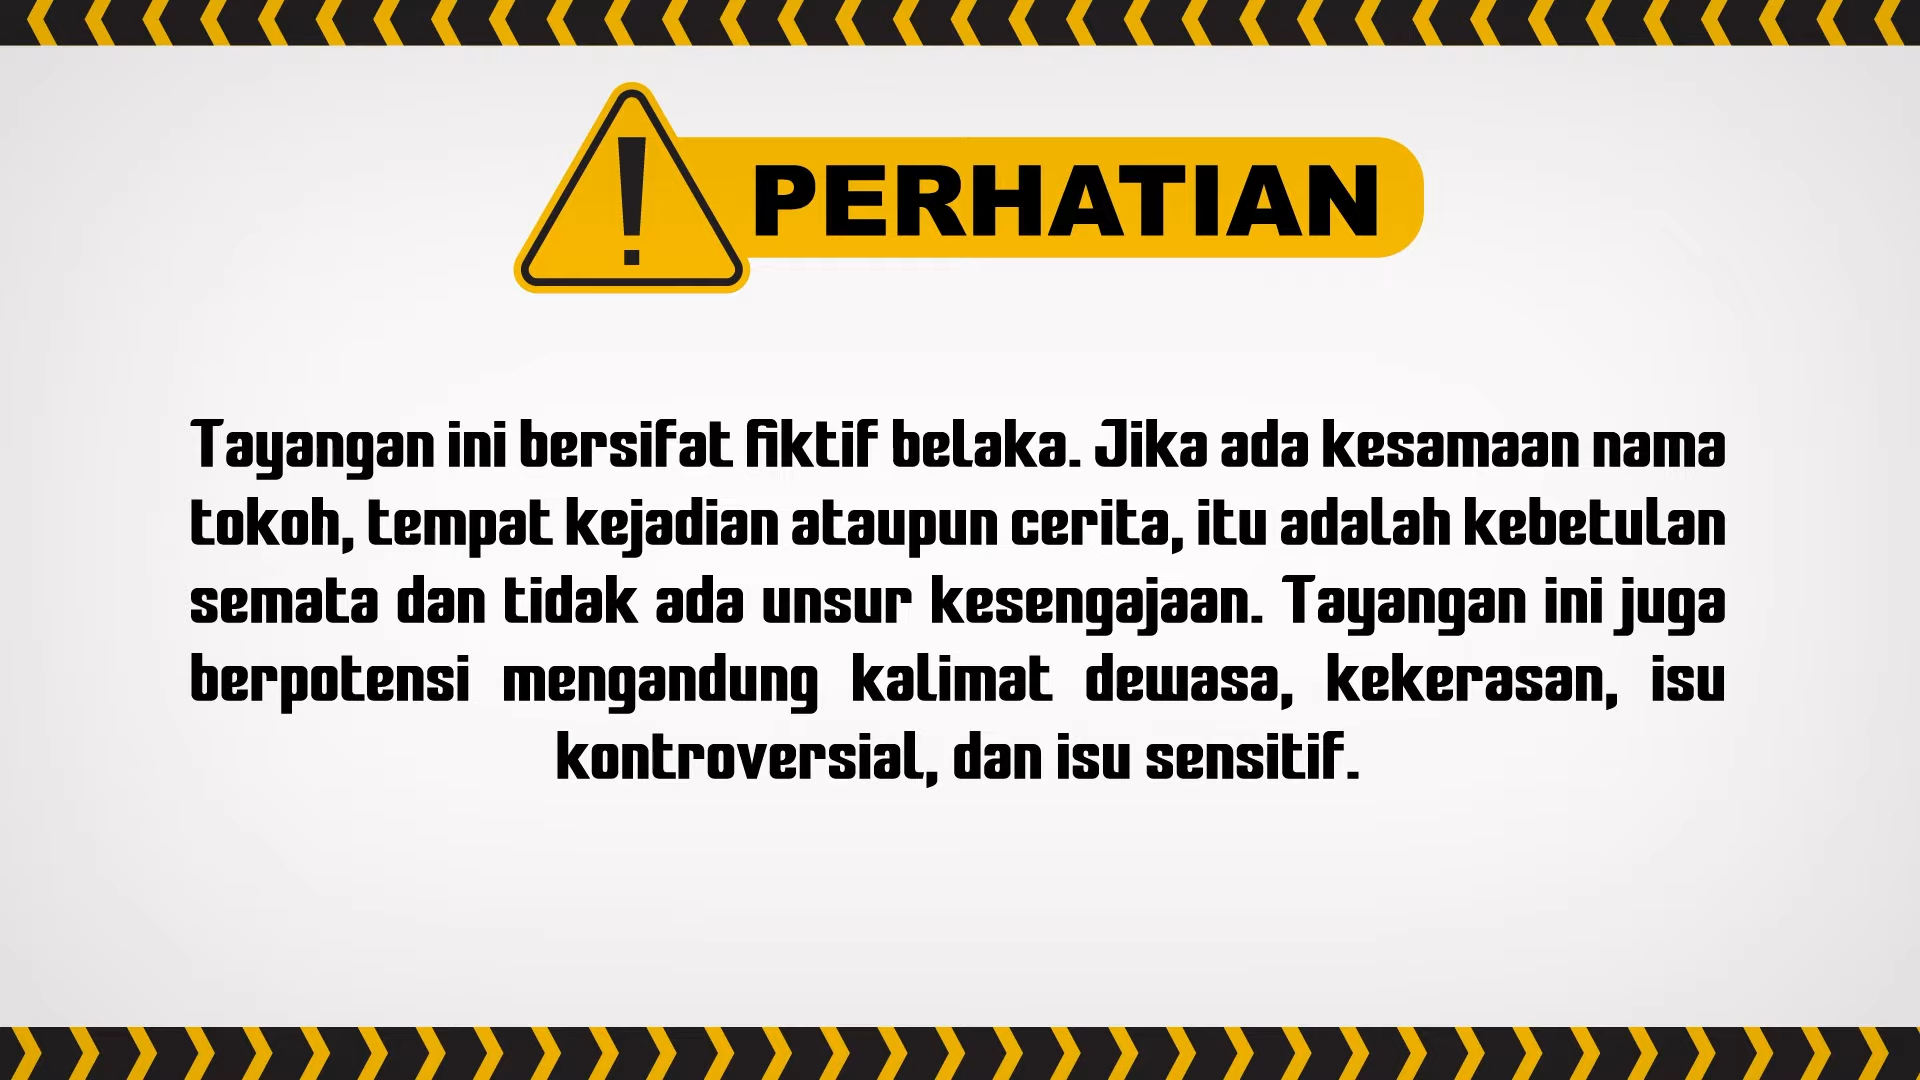 PERHATIAN
Tayangan ini bersifat fiktif belaka. Jika ada kesamaan nama
tokoh, tempat kejadian ataupun cerita, itu adalah kebetulan
semata dan tidak ada unsur kesengajaan. Tayangan ini juga
berpotensi mengandung kalimat dewasa, kekerasan, isu
kontroversial, dan isu sensitif.